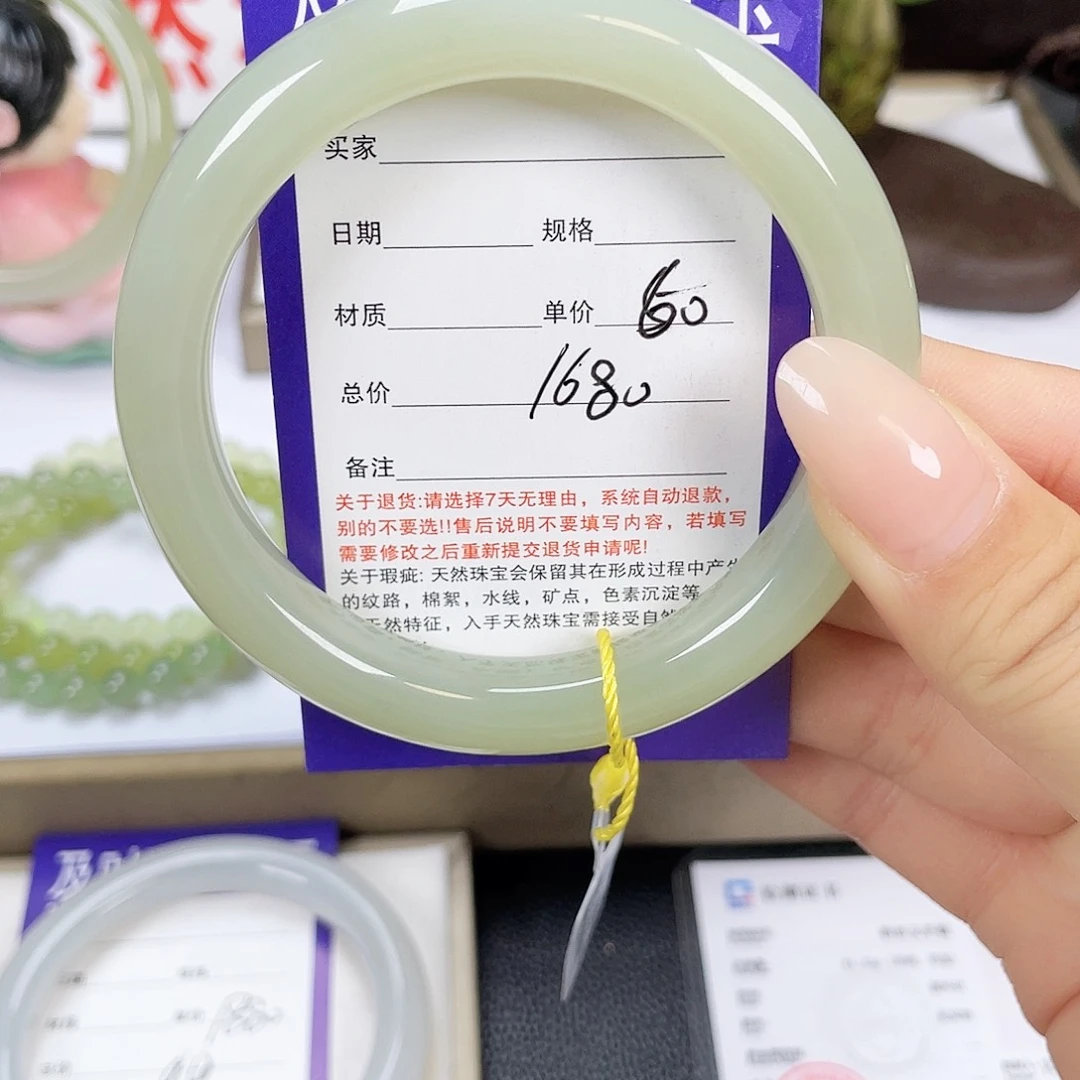 然
买家
日期 规格
材质 单价 60
总价 1680
备注
关于退货:请选择7天无理由，系统自动退款，
别的不要选!!售后说明不要填写内容，若填写
需要修改之后重新提交退货申请呢!
关于瑕疵: 天然珠宝会保留其在形成过程中产生
的纹路，棉絮，水线，矿点，色素沉淀等
天然特征，入手天然珠宝需接受自然